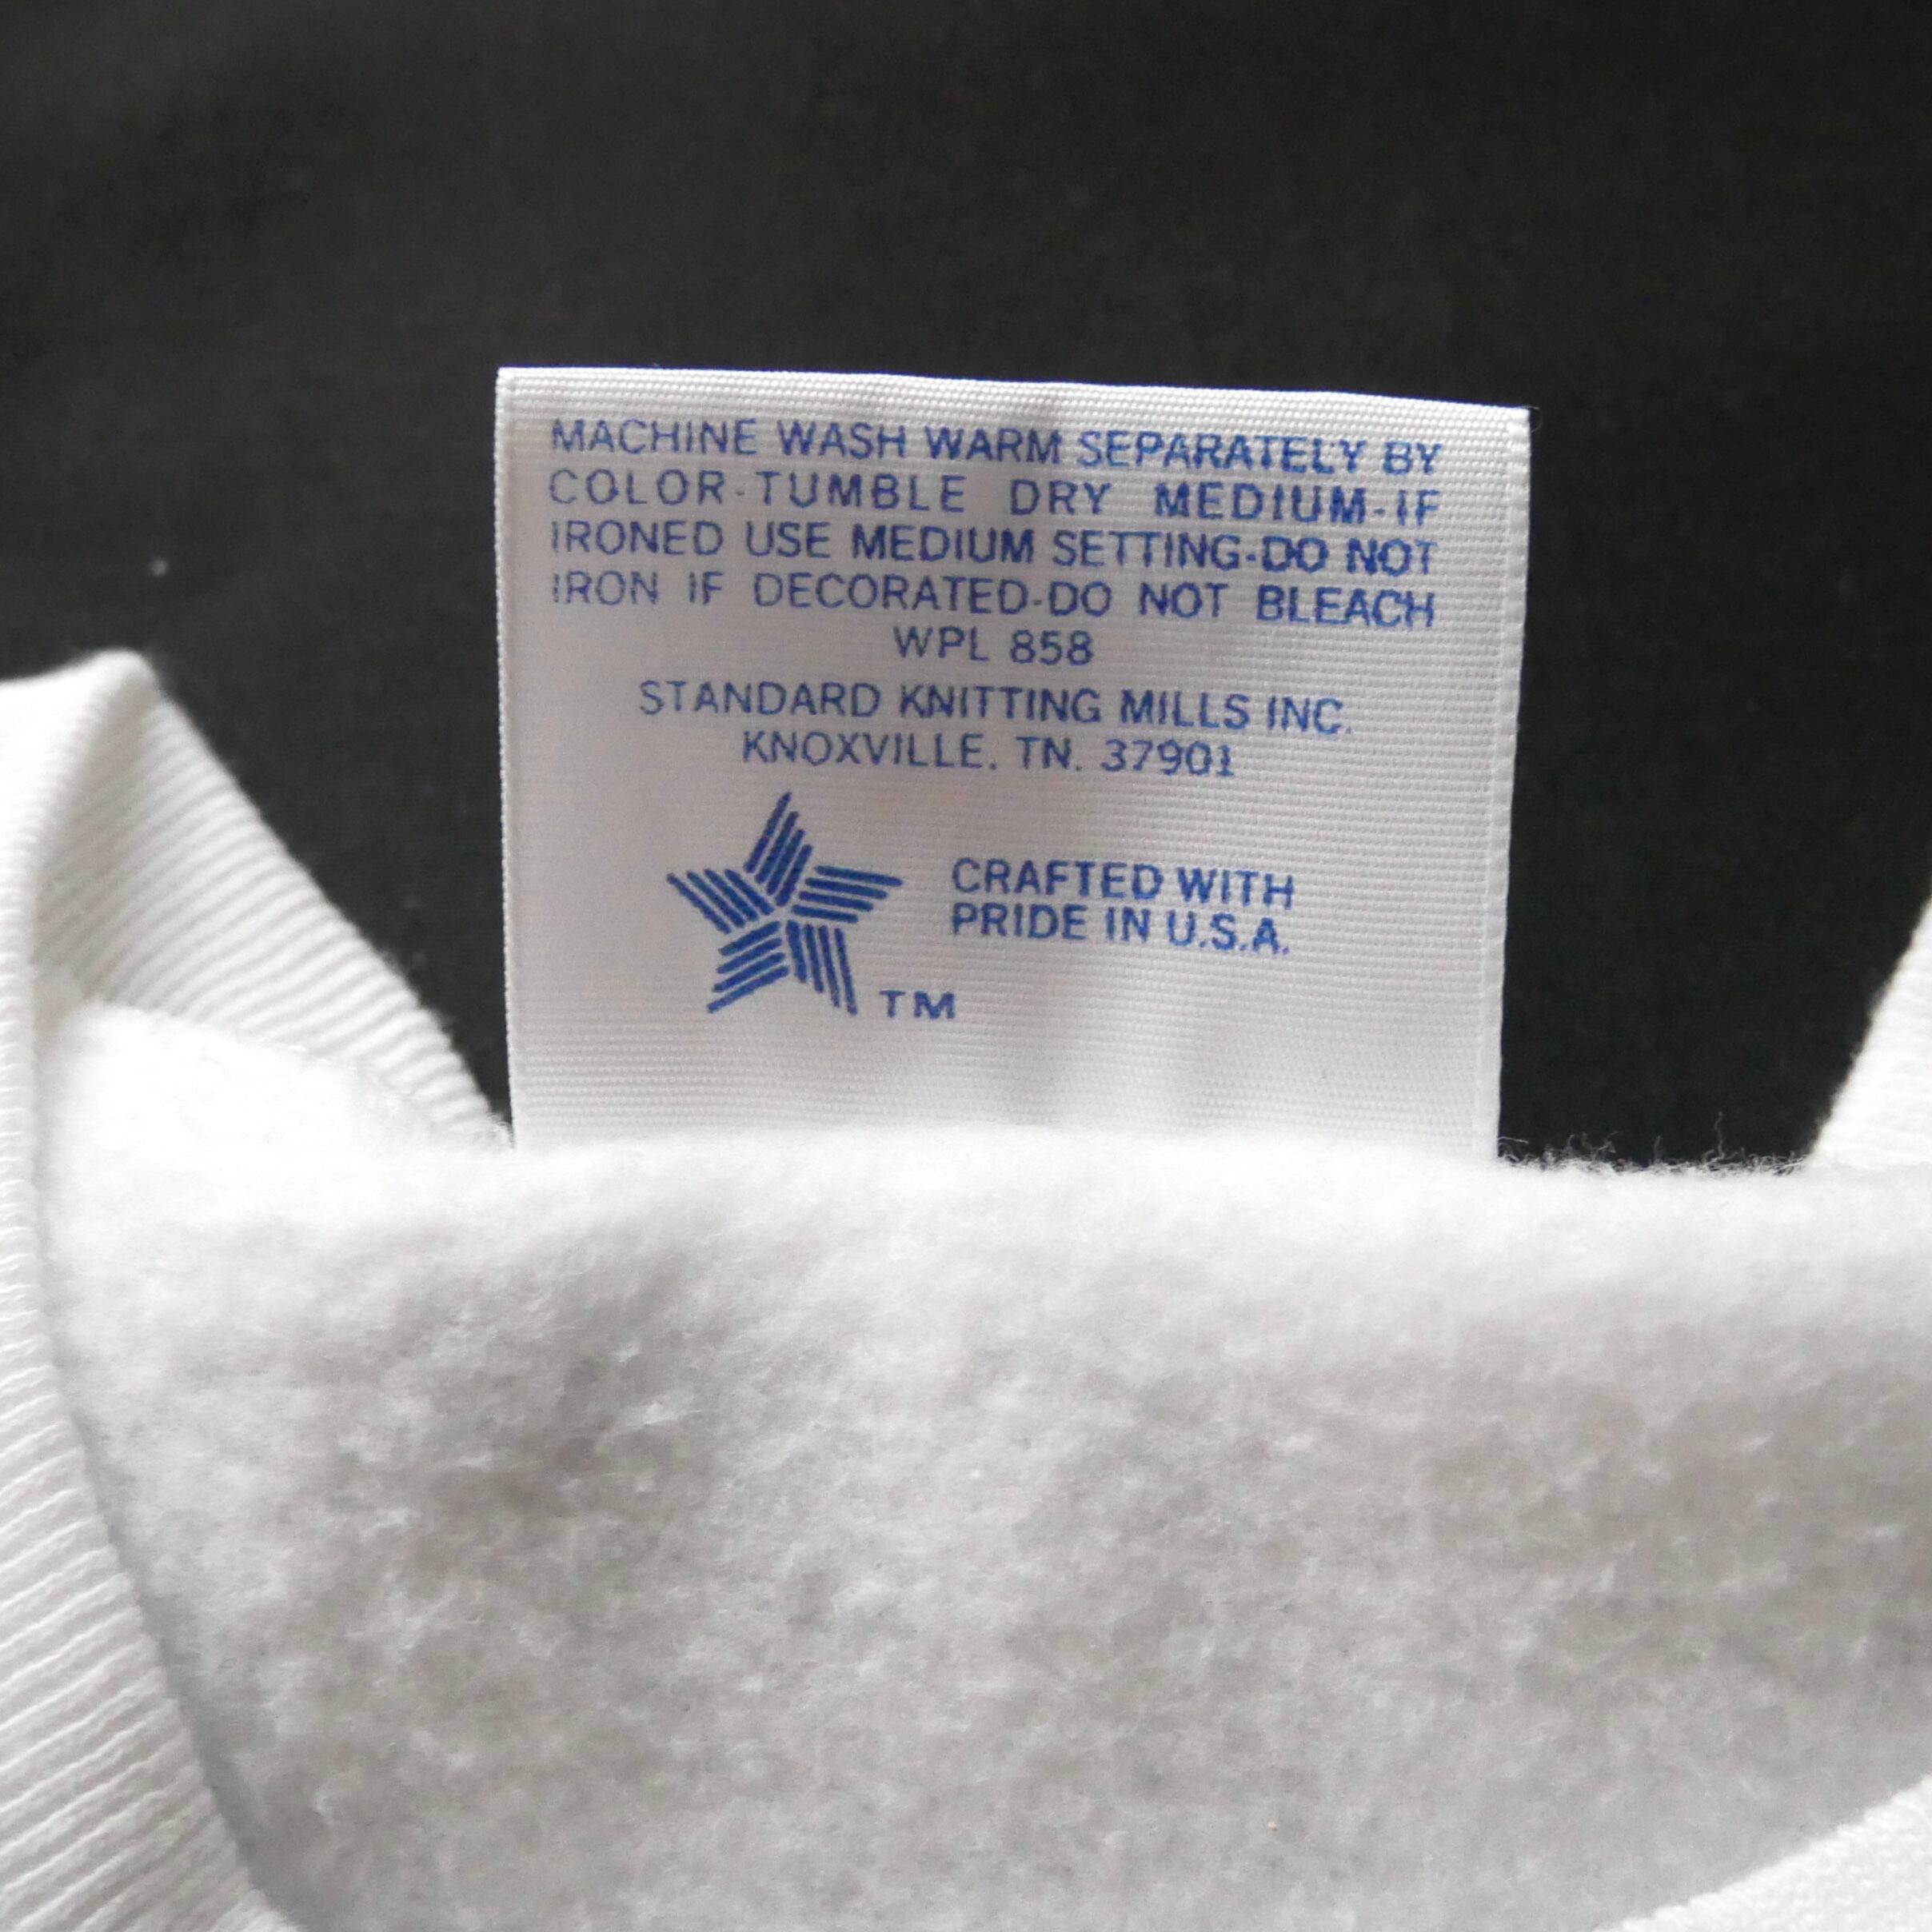 MACHINE WASH WARM SEPARATELY BY
COLOR-TUMBLE DRY MEDIUM-IF
IRONED USE MEDIUM SETTING-DO NOT
IRON IF DECORATED-DO NOT BLEACH
WPL 858
STANDARD KNITTING MILLS INC.
KNOXVILLE. TN. 37901
CRAFTED WITH
PRIDE IN U.S.A.
TM